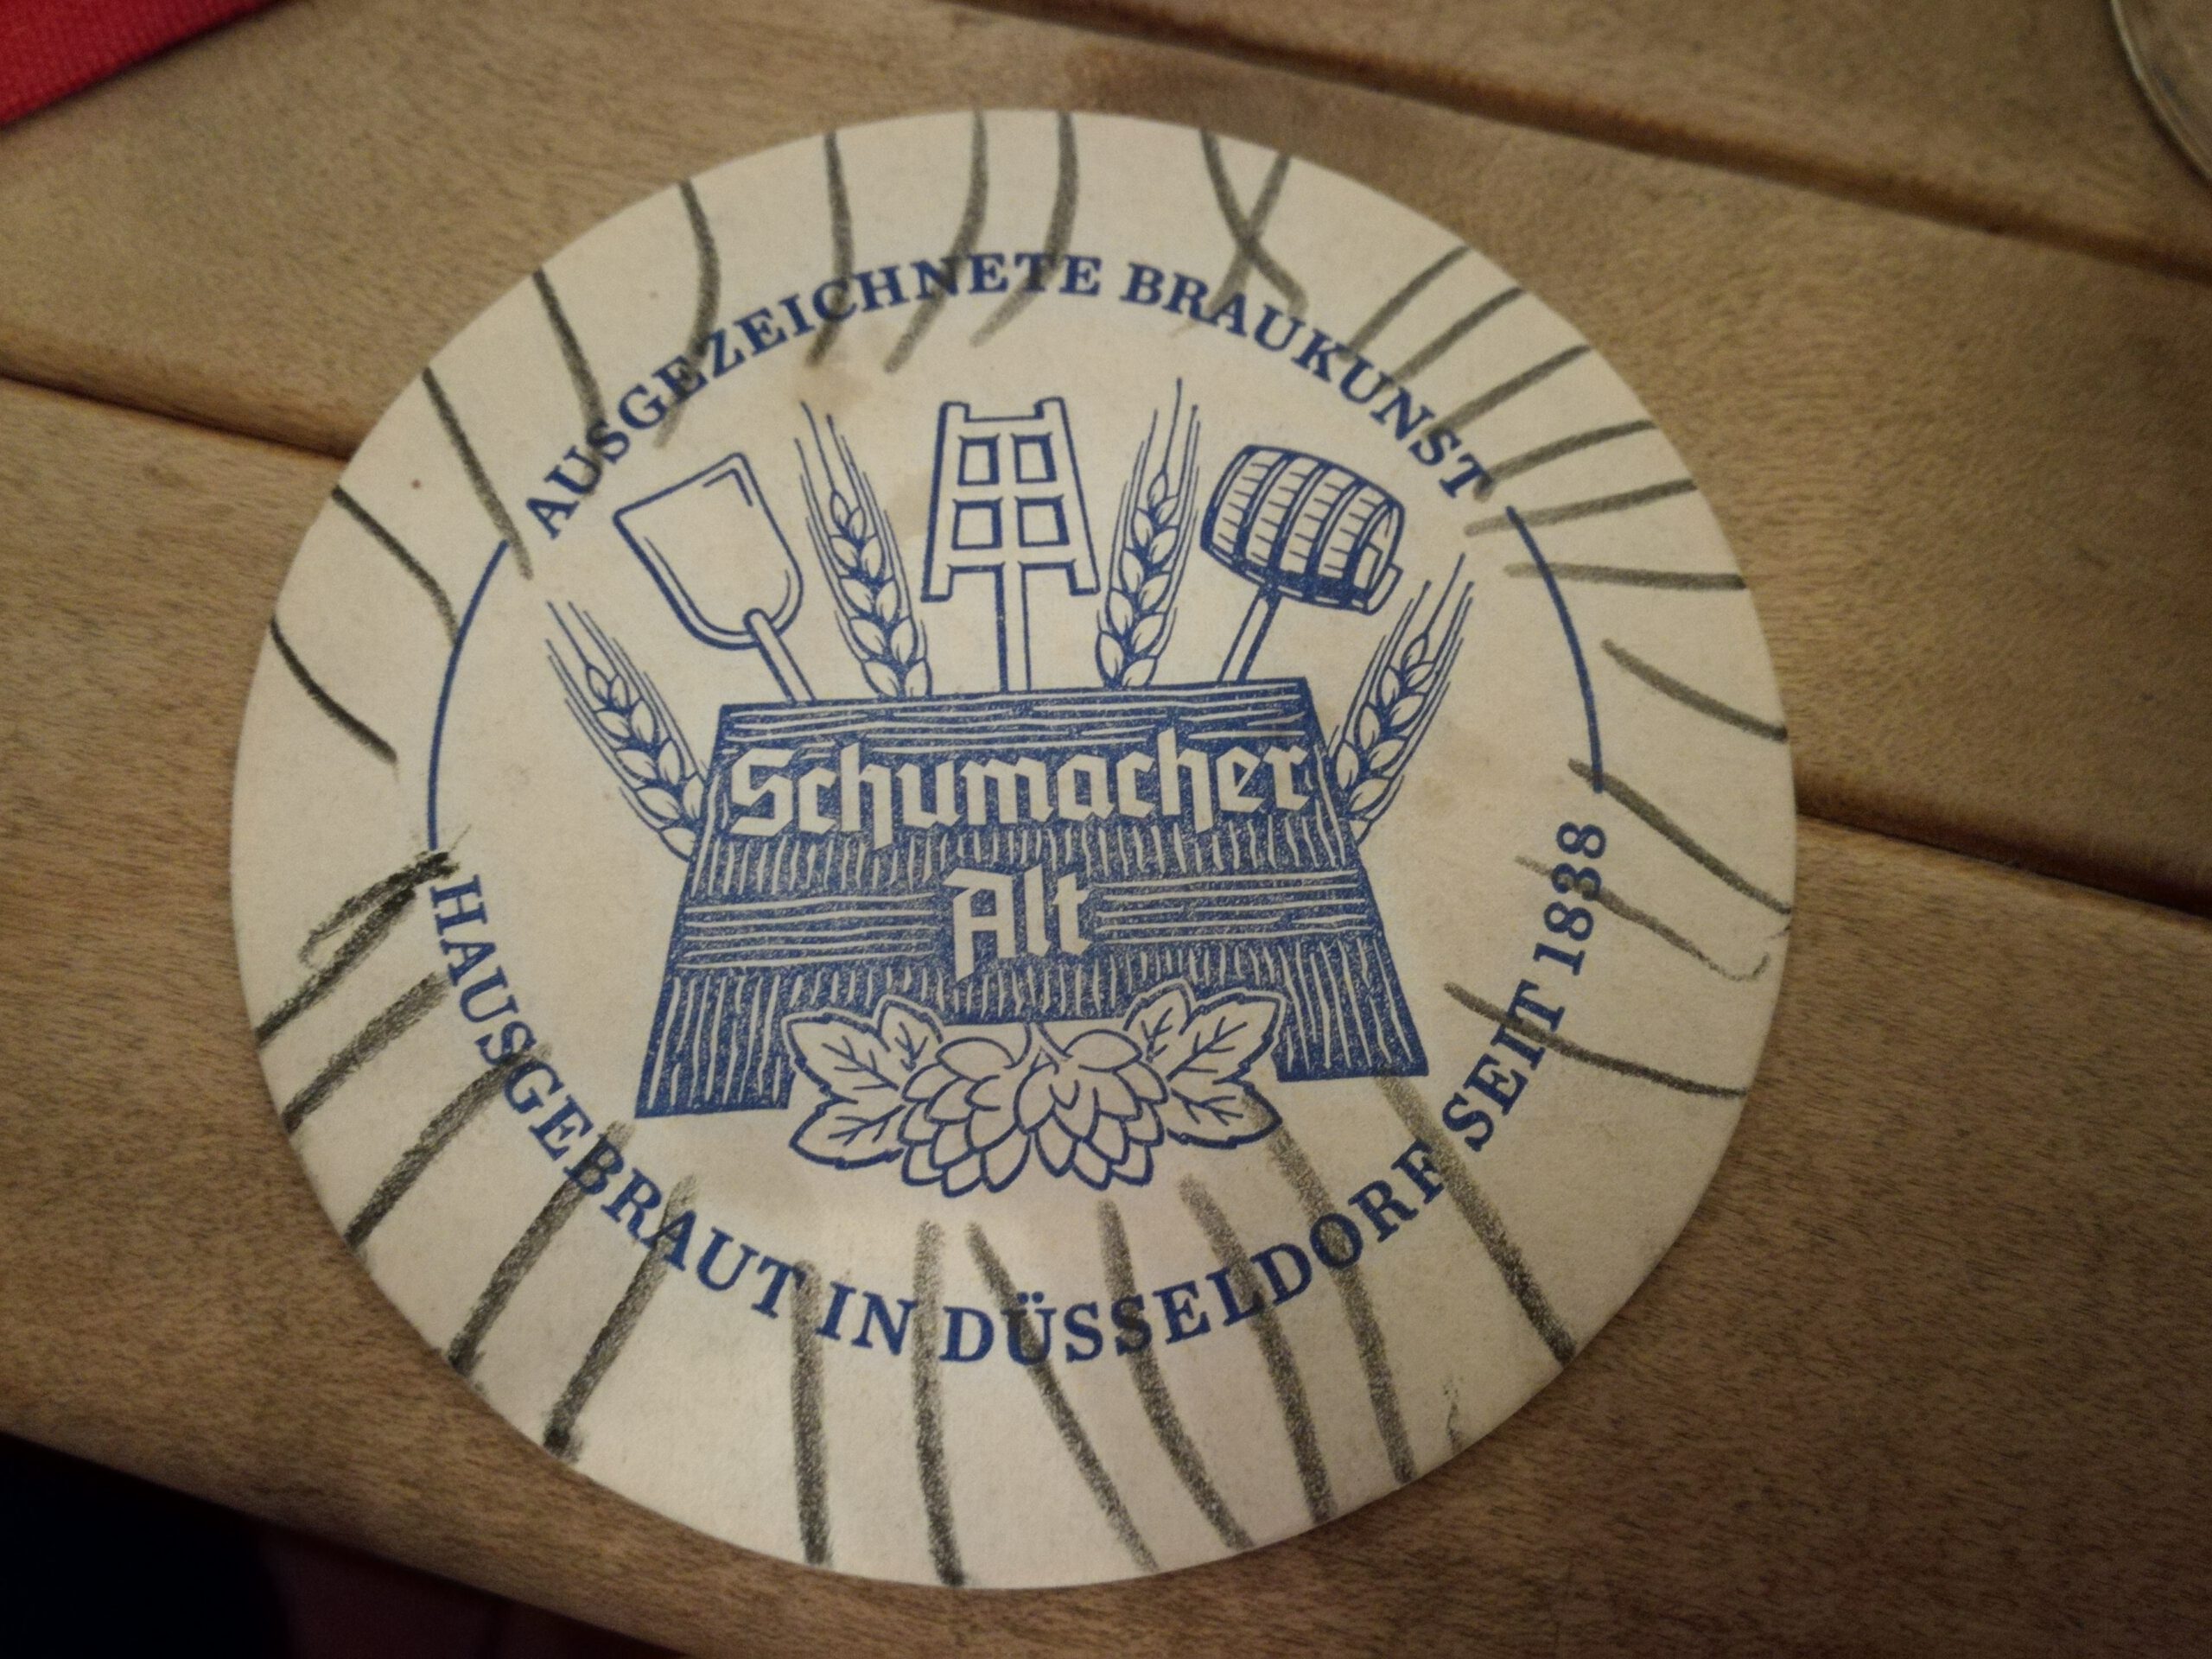 AUSGEZEICHNETE BRAUKUNST
Schumacher
Alt
HAUSGEBRAUT IN DÜSSELDORF SEIT 1838